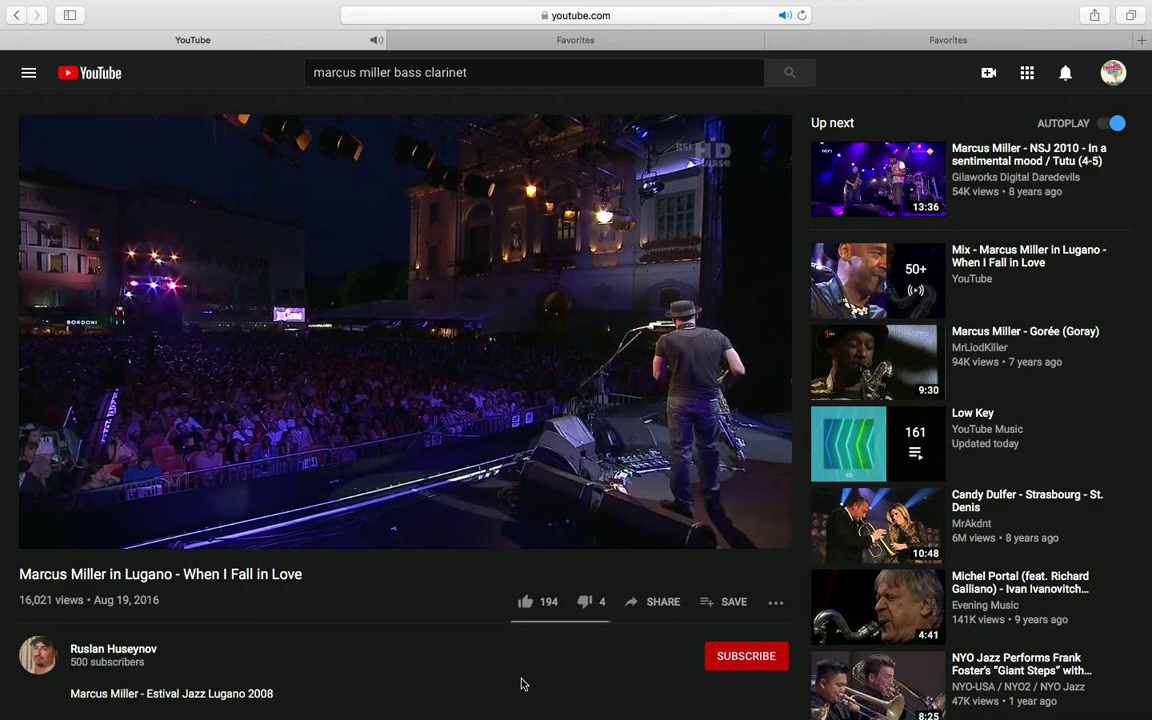 youtube.com
YouTube
Favorites
Favorites
YouTube
marcus miller bass clarinet
RSI HD
suisse
BORDONI
Marcus Miller in Lugano - When I Fall in Love
16,021 views • Aug 19, 2016
194
4
SHARE
SAVE
Ruslan Huseynov
500 subscribers
SUBSCRIBE
Marcus Miller - Estival Jazz Lugano 2008
Up next
AUTOPLAY
Marcus Miller - NSJ 2010 - In a
sentimental mood / Tutu (4-5)
Gilaworks Digital Daredevils
54K views • 8 years ago
13:36
Mix - Marcus Miller in Lugano -
When I Fall in Love
YouTube
50+
Marcus Miller - Gorée (Goray)
MrLiodKiller
94K views • 7 years ago
9:30
Low Key
YouTube Music
Updated today
161
Candy Dulfer - Strasbourg - St.
Denis
MrAkdnt
6M views • 8 years ago
10:48
Michel Portal (feat. Richard
Galliano) - Ivan Ivanovitch...
Evening Music
141K views • 9 years ago
4:41
NYO Jazz Performs Frank
Foster's “Giant Steps” with...
NYO-USA / NYO2 / NYO Jazz
47K views • 1 year ago
8:25